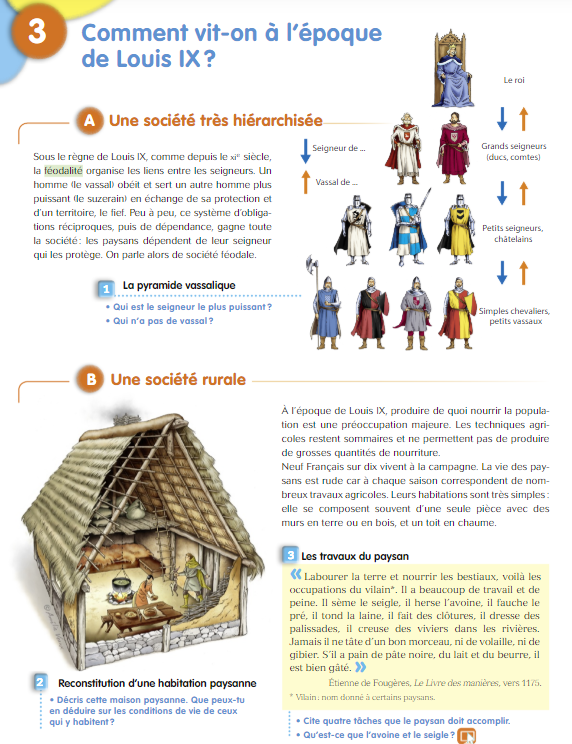 3
Comment vit-on à l'époque
de Louis IX ?
A Une société très hiérarchisée
Sous le règne de Louis IX, comme depuis le XIe siècle,
la féodalité organise les liens entre les seigneurs. Un
homme (le vassal) obéit et sert un autre homme plus
puissant (le suzerain) en échange de sa protection et
d'un territoire, le fief. Peu à peu, ce système d'obliga-
tions réciproques, puis de dépendance, gagne toute
la société : les paysans dépendent de leur seigneur
qui les protège. On parle alors de société féodale.
1 La pyramide vassalique
• Qui est le seigneur le plus puissant ?
• Qui n'a pas de vassal ?
Seigneur de ...
Vassal de ...
Le roi
Grands seigneurs
(ducs, comtes)
Petits seigneurs,
châtelains
Simples chevaliers,
petits vassaux
B Une société rurale
À l'époque de Louis IX, produire de quoi nourrir la popula-
tion est une préoccupation majeure. Les techniques agri-
coles restent sommaires et ne permettent pas de produire
de grosses quantités de nourriture.
Neuf Français sur dix vivent à la campagne. La vie des pay-
sans est rude car à chaque saison correspondent de nom-
breux travaux agricoles. Leurs habitations sont très simples :
elle se composent souvent d'une seule pièce avec des
murs en terre ou en bois, et un toit en chaume.
2 Reconstitution d'une habitation paysanne
• Décris cette maison paysanne. Que peux-tu
en déduire sur les conditions de vie de ceux
qui y habitent ?
3 Les travaux du paysan
« Labourer la terre et nourrir les bestiaux, voilà les
occupations du vilain*. Il a beaucoup de travail et de
peine. Il sème le seigle, il herse l'avoine, il fauche le
pré, il tond la laine, il fait des clôtures, il dresse des
palissades, il creuse des viviers dans les rivières.
Jamais il ne tâte d'un bon morceau, ni de volaille, ni de
gibier. S'il a pain de pâte noire, du lait et du beurre, il
est bien gâté. »
Étienne de Fougères, Le Livre des manières, vers 1175.
* Vilain : nom donné à certains paysans.
• Cite quatre tâches que le paysan doit accomplir.
• Qu'est-ce que l'avoine et le seigle ?